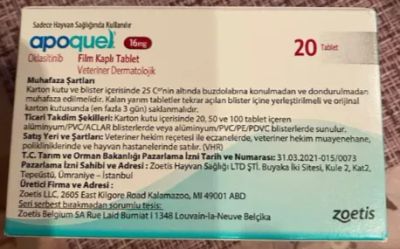 Sadece Hayvan Sağlığında Kullanılır
apoquel 16mg
Oklasitinib Film Kaplı Tablet
Veteriner Dermatolojik
20 Tablet
Muhafaza Şartları
Karton kutu ve blister içerisinde 25 C°'nin altında buzdolabına konulmadan ve dondurulmadan
muhafaza edilmelidir. Kalan yarım tabletler tekrar açılan blister içine yerleştirilmeli ve orijinal
karton kutusunda (en fazla 3 gün) saklanmalıdır.
Ticari Takdim Şekilleri: Karton kutu içerisinde 20, 50 ve 100 tablet içeren
alüminyum/PVC/ACLAR blisterlerde veya alüminyum/PVC/PE/PDVC blisterlerde sunulur.
Satış Yeri ve Şartları: Veteriner hekim reçetesi ile eczanelerde, veteriner hekim muayenehane,
polikliniklerinde ve hayvan hastanelerinde satılır. (VHR)
T.C. Tarım ve Orman Bakanlığı Pazarlama İzni Tarih ve Numarası: 31.03.2021-015/0073
Pazarlama İzni Sahibi ve Adresi : Zoetis Hayvan Sağlığı LTD ŞTİ. Buyaka İki Sitesi, Kule 2, Kat2,
Tepeüstü, Ümraniye – İstanbul
Üretici Firma ve Adresi :
Zoetis LLC, 2605 East Kilgore Road Kalamazoo, MI 49001 ABD
Seri serbest bırakmadan sorumlu tesis:
Zoetis Belgium SA Rue Laid Burniat I 1348 Louvain-la-Neuve Belçika
zoetis